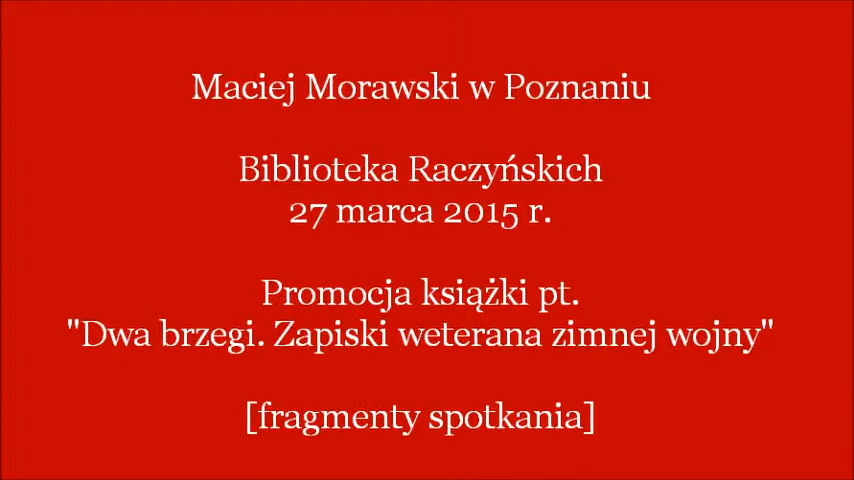 Maciej Morawski w Poznaniu
Biblioteka Raczyńskich
27 marca 2015 r.
Promocja książki pt.
"Dwa brzegi. Zapiski weterana zimnej wojny"
[fragmenty spotkania]